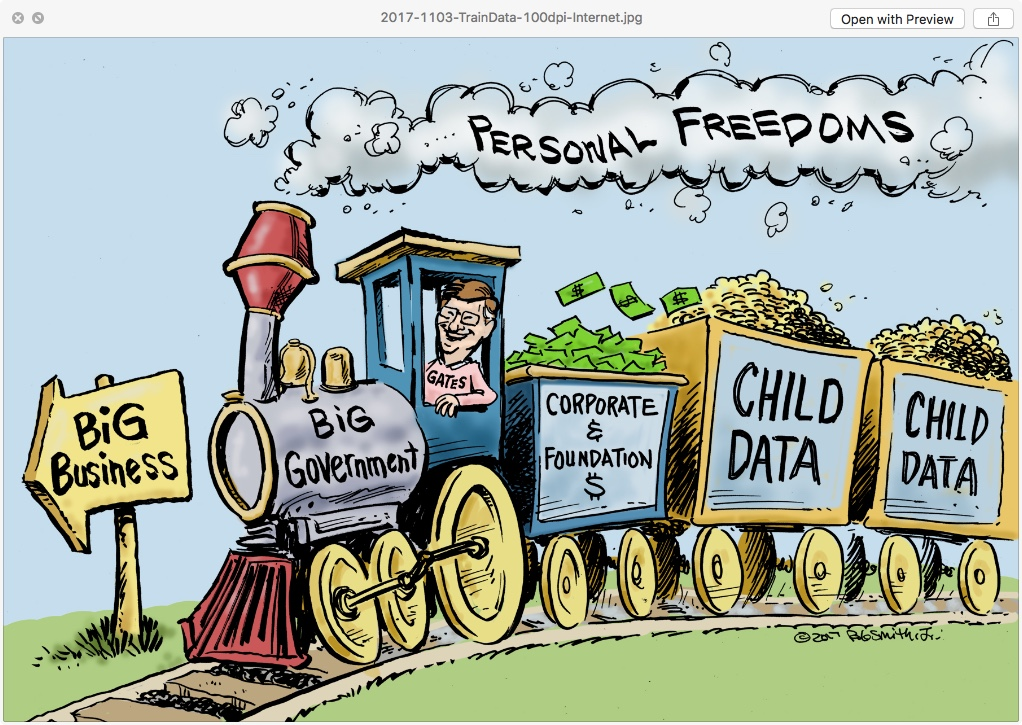 2017-1103-TrainData-100dpi-Internet.jpg
Open with Preview
PERSONAL FREEDOMS
BiG
Business
BiG
Government
GATES
CORPORATE
&
FOUNDATION
$
CHILD
DATA
CHILD
DATA
$
$
$
©2017